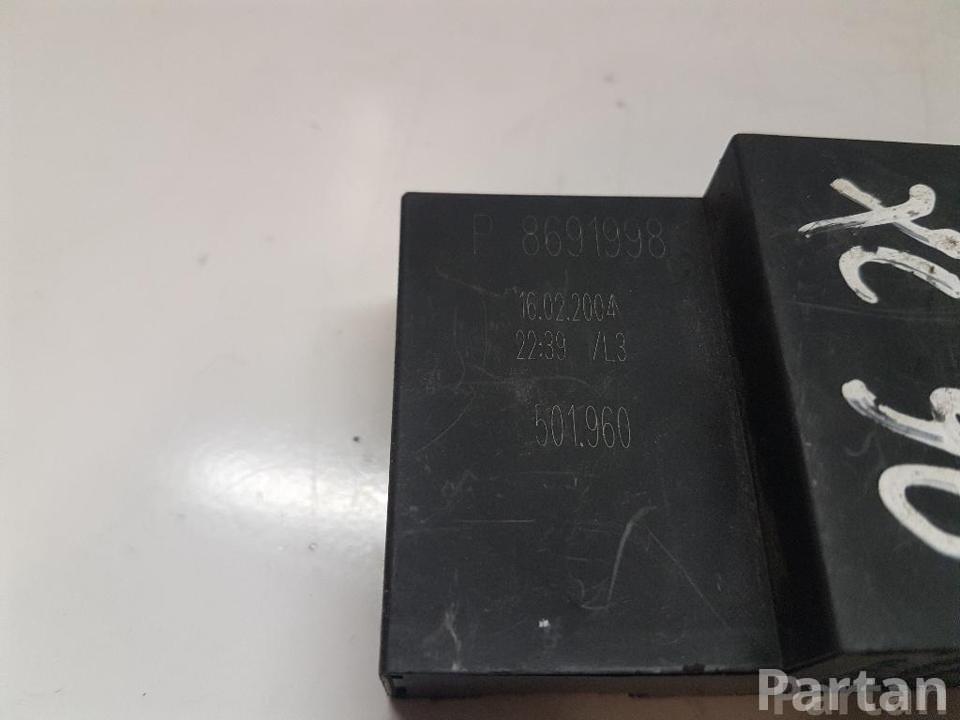 P 8691998
16.02.2004
22:39 /L3
501.960
Partan